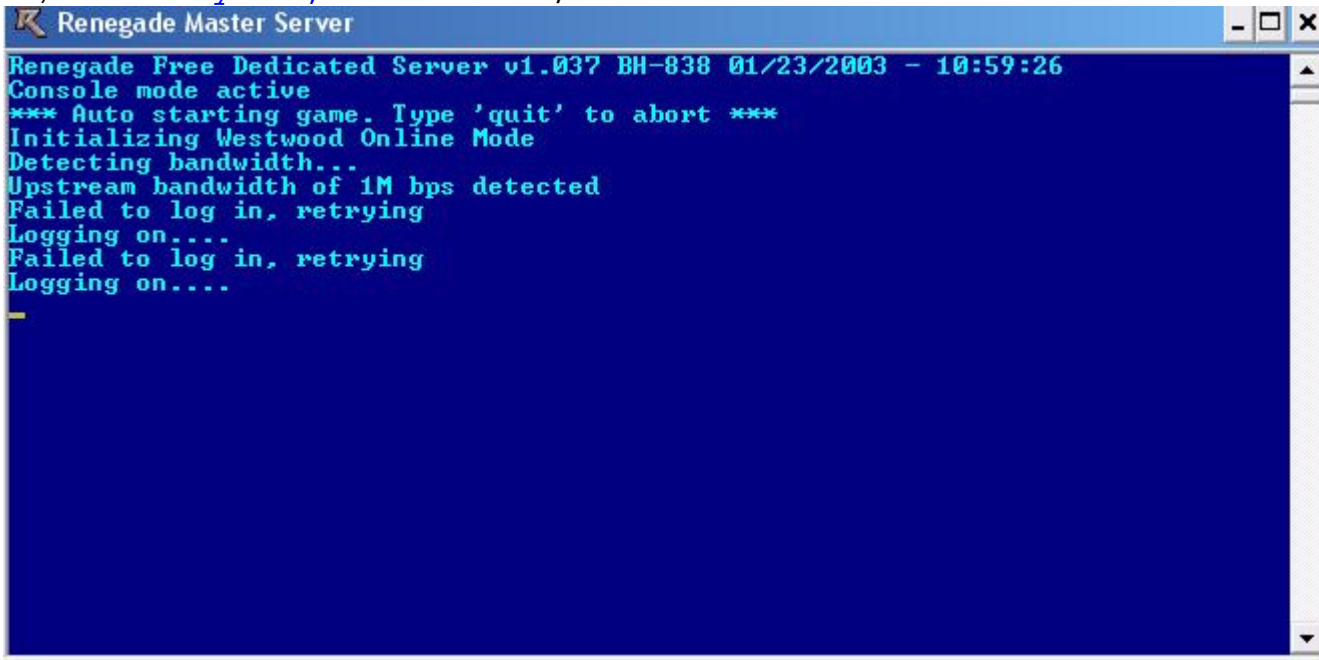 Renegade Master Server
Renegade Free Dedicated Server v1.037 BH-838 01/23/2003 - 10:59:26
Console mode active
*** Auto starting game. Type 'quit' to abort ***
Initializing Westwood Online Mode
Detecting bandwidth...
Upstream bandwidth of 1M bps detected
Failed to log in, retrying
Logging on....
Failed to log in, retrying
Logging on....